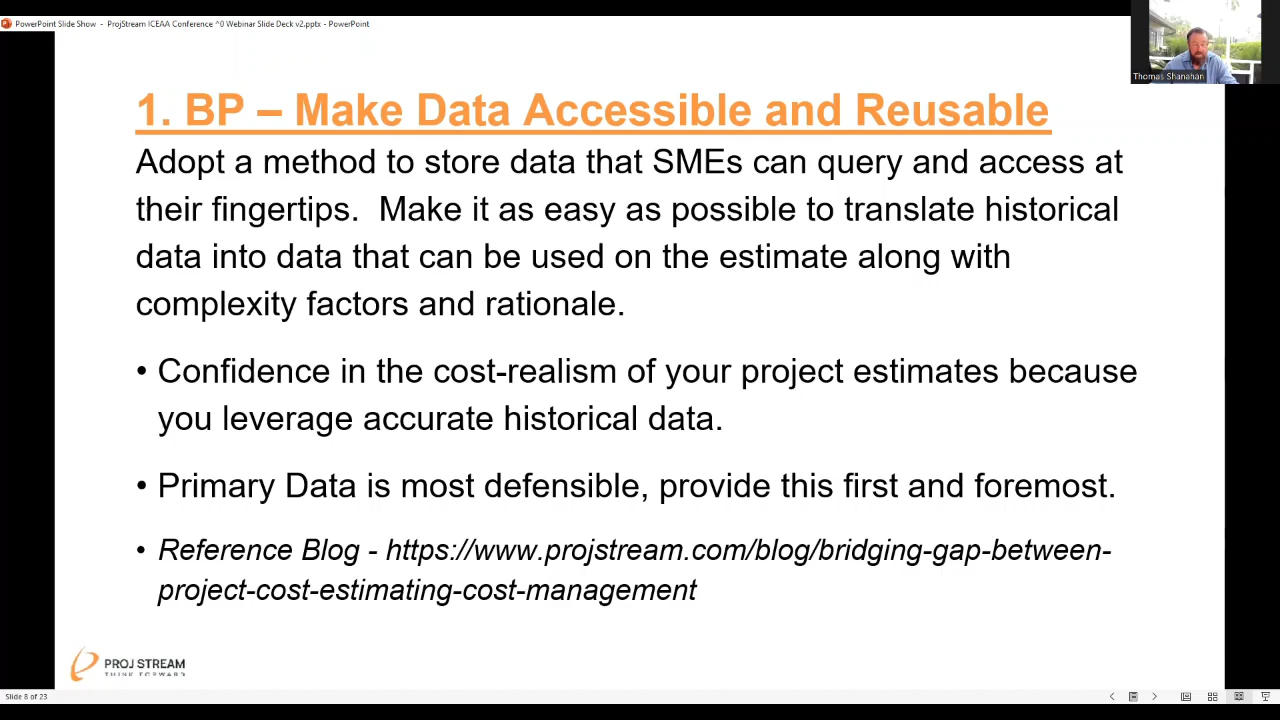 PowerPoint Slide Show - ProjStream ICEAA Conference ^0 Webinar Slide Deck v2.pptx - PowerPoint
Thomas Shanahan
1. BP – Make Data Accessible and Reusable
Adopt a method to store data that SMEs can query and access at
their fingertips. Make it as easy as possible to translate historical
data into data that can be used on the estimate along with
complexity factors and rationale.
• Confidence in the cost-realism of your project estimates because
you leverage accurate historical data.
• Primary Data is most defensible, provide this first and foremost.
• Reference Blog - https://www.projstream.com/blog/bridging-gap-between-
project-cost-estimating-cost-management
PROJ STREAM
THINK FORWARD
Slide 8 of 23